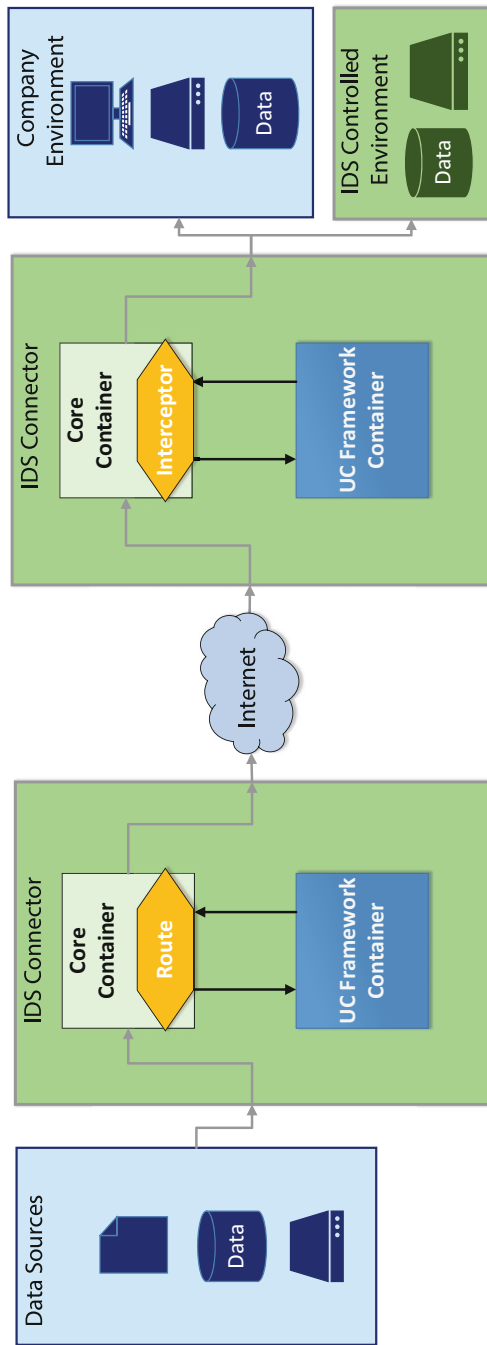 Data Sources
Data
IDS Connector
Core
Container
Route
UC Framework
Container
Internet
IDS Connector
Core
Container
Interceptor
UC Framework
Container
Company
Environment
Data
IDS Controlled
Environment
Data